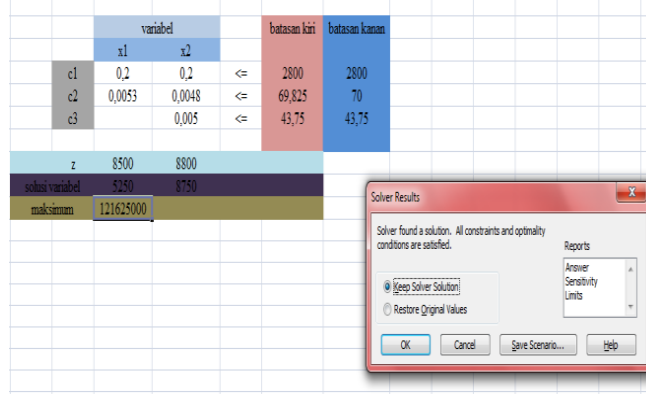 variabel batasan kiri batasan kanan
x1 x2
c1 0,2 0,2 <= 2800 2800
c2 0,0053 0,0048 <= 69,825 70
c3 0,005 <= 43,75 43,75
z 8500 8800
solusi variabel 5250 8750
maksimum 121625000
Solver Results
Solver found a solution. All constraints and optimality
conditions are satisfied.
Reports
Answer
Sensitivity
Limits
Keep Solver Solution
Restore Original Values
OK Cancel Save Scenario... Help